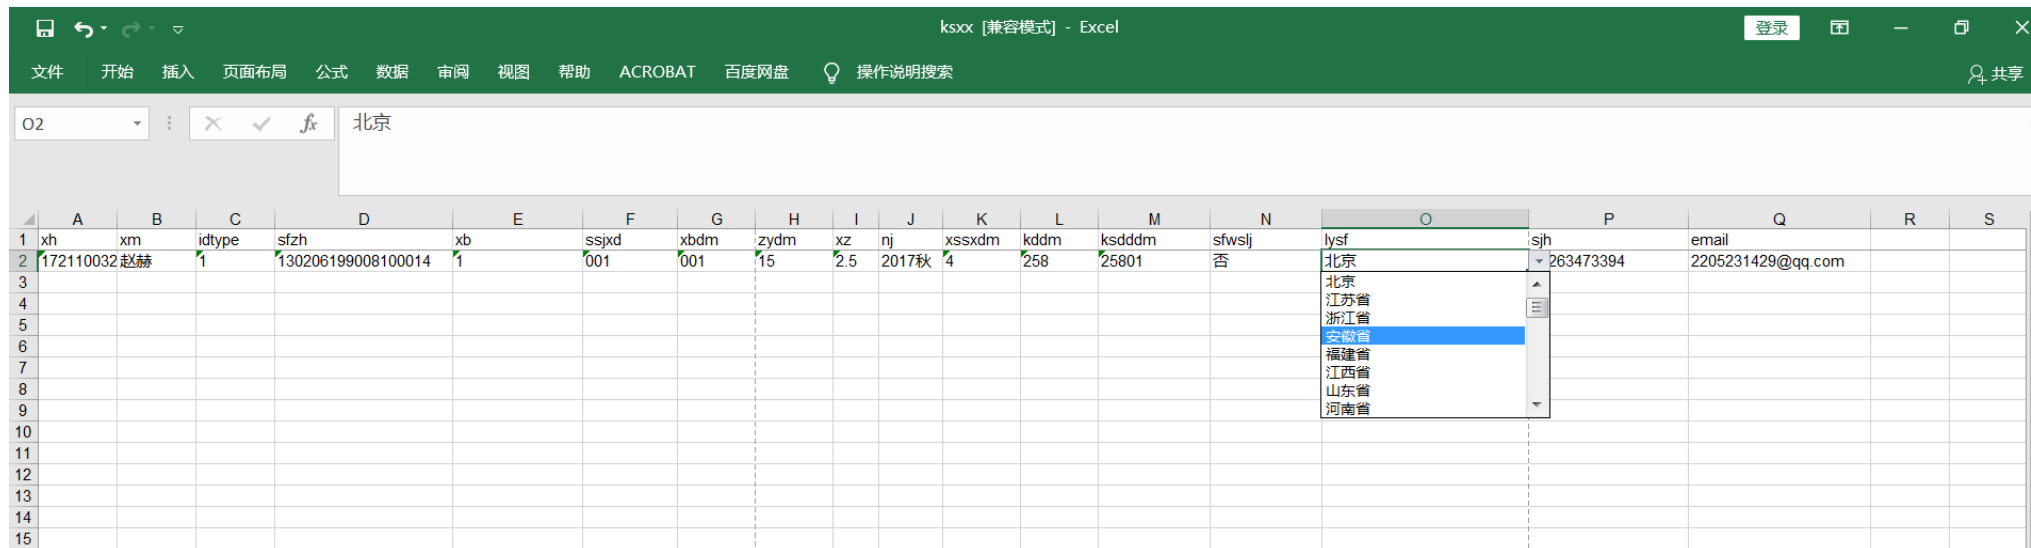 ksxx [兼容模式] - Excel 登录
文件 开始 插入 页面布局 公式 数据 审阅 视图 帮助 ACROBAT 百度网盘 操作说明搜索 共享
O2 fx 北京
A B C D E F G H I J K L M N O P Q R S
1 xh xm idtype sfzh xb ssjxd xbdm zydm xz nj xssxdm kddm ksdddm sfwslj lysf sjh email
2 172110032 赵赫 1 130206199008100014 1 001 001 15 2.5 2017秋 4 258 25801 否 北京 263473394 2205231429@qq.com
3 北京
4 江苏省
5 浙江省
6 安徽省
7 福建省
8 江西省
9 山东省
10 河南省
11
12
13
14
15